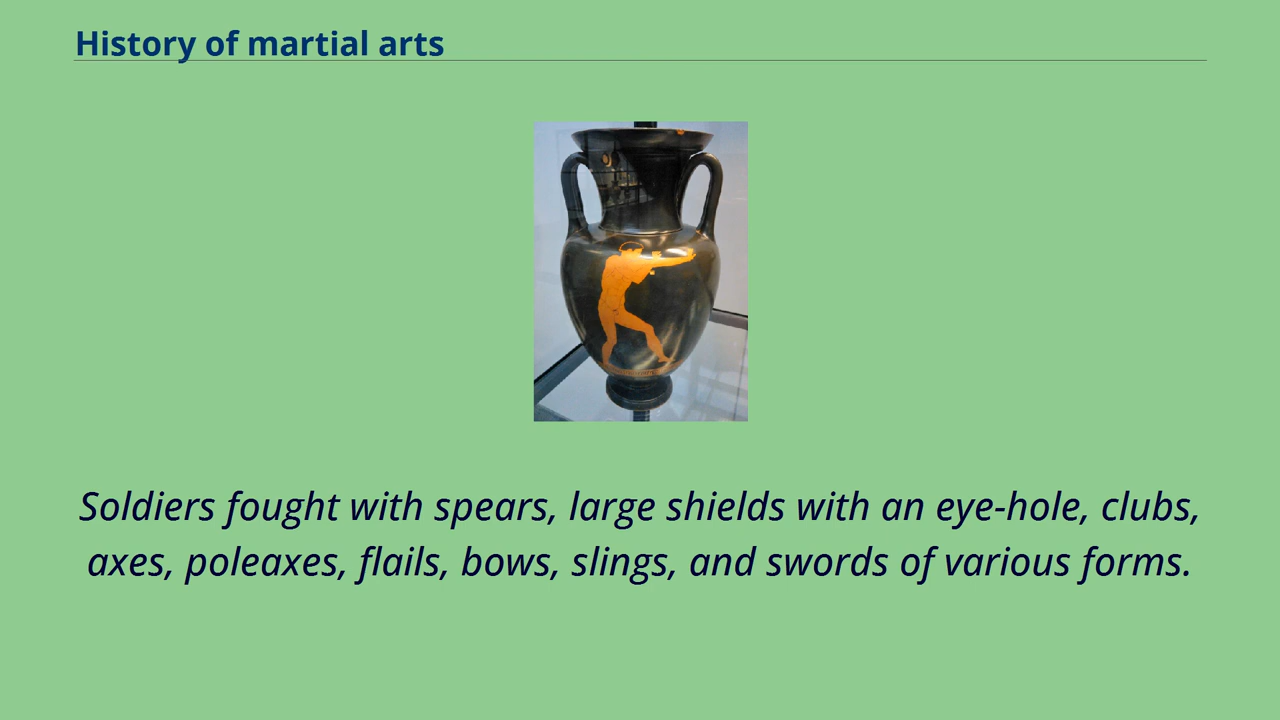 History of martial arts
Soldiers fought with spears, large shields with an eye-hole, clubs,
axes, poleaxes, flails, bows, slings, and swords of various forms.